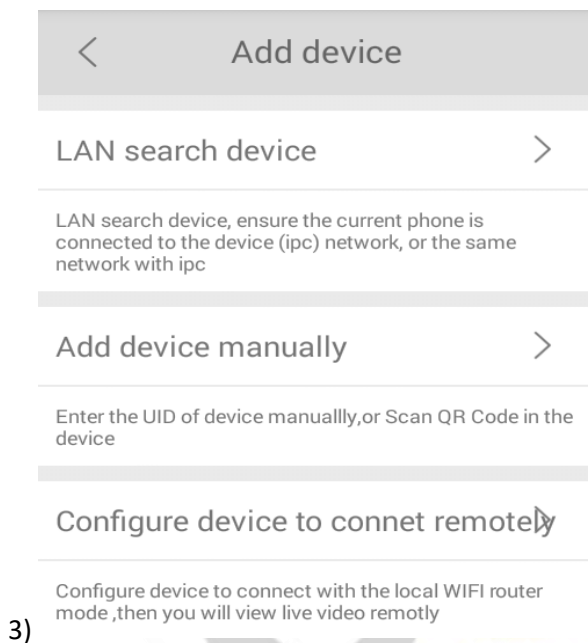 Add device
LAN search device
LAN search device, ensure the current phone is
connected to the device (ipc) network, or the same
network with ipc
Add device manually
Enter the UID of device manuallly,or Scan QR Code in the
device
Configure device to connet remotely
Configure device to connect with the local WIFI router
mode ,then you will view live video remotly
3)